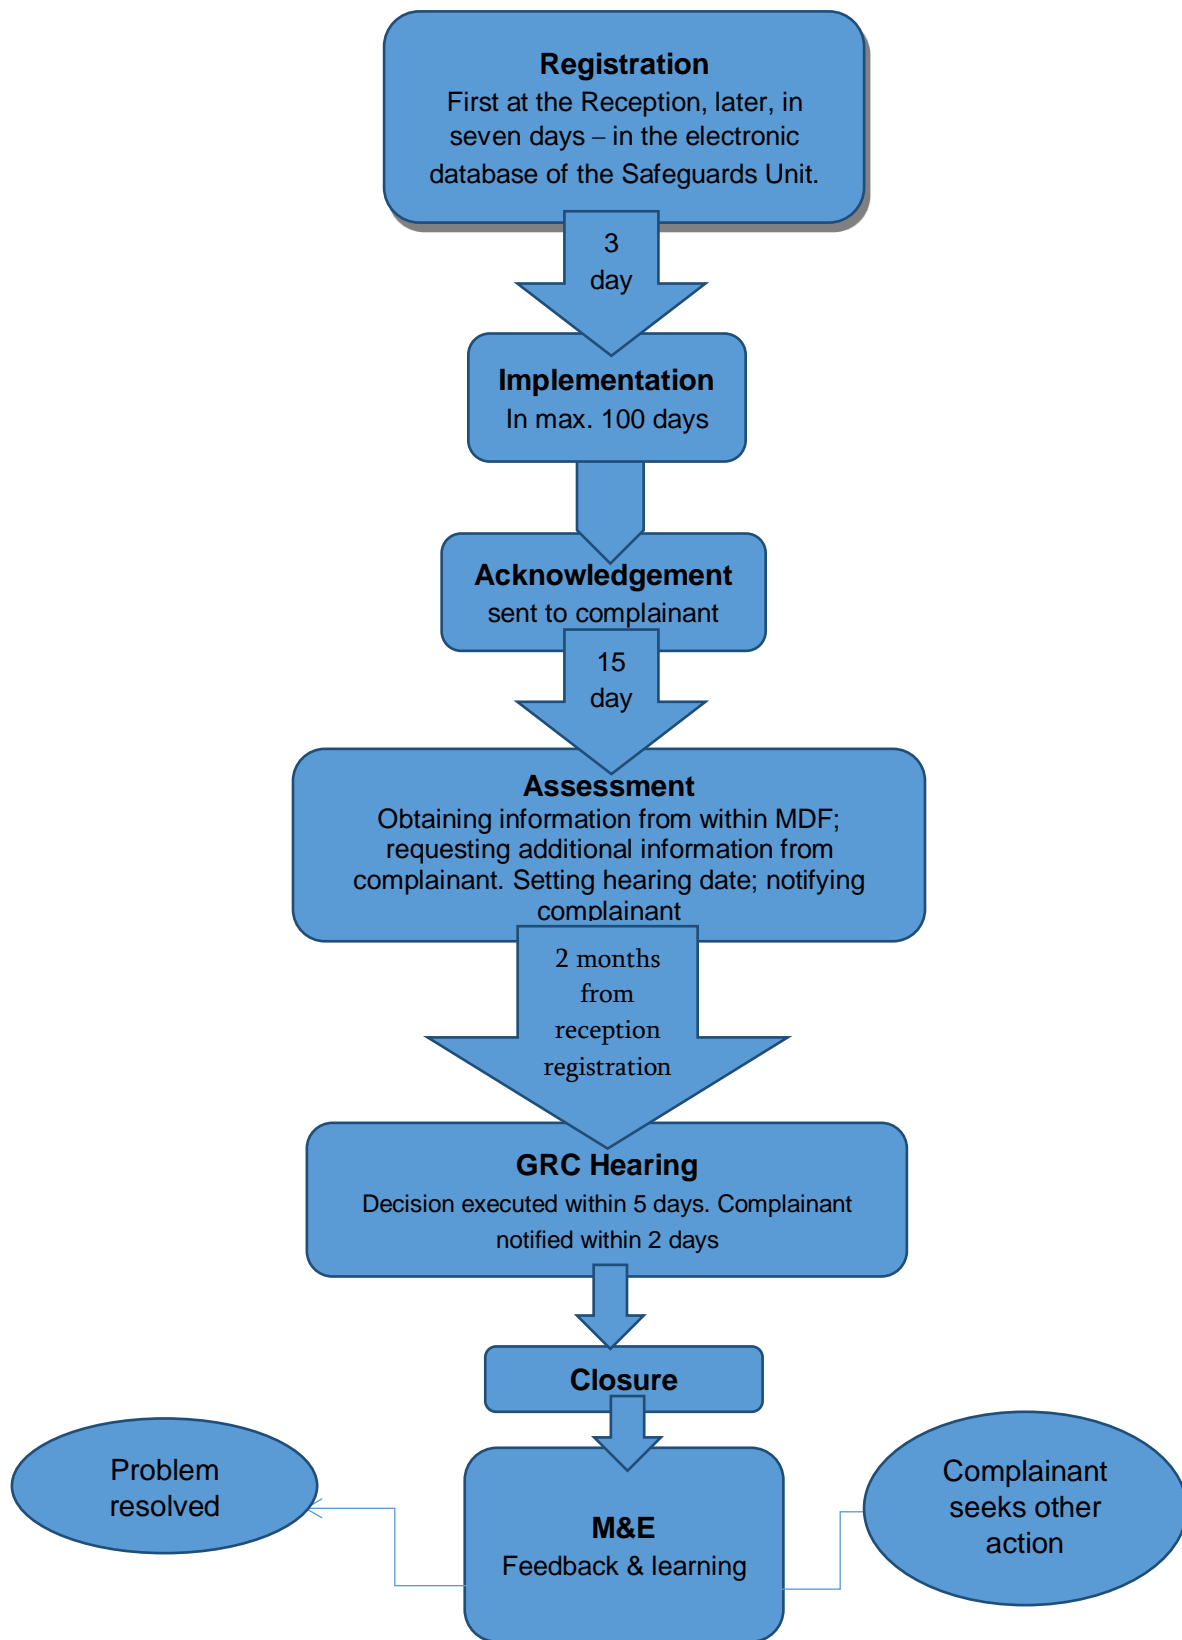 Registration
First at the Reception, later, in
seven days – in the electronic
database of the Safeguards Unit.
3
day
Implementation
In max. 100 days
Acknowledgement
sent to complainant
15
day
Assessment
Obtaining information from within MDF;
requesting additional information from
complainant. Setting hearing date; notifying
complainant
2 months
from
reception
registration
GRC Hearing
Decision executed within 5 days. Complainant
notified within 2 days
Closure
Problem
resolved
M&E
Feedback & learning
Complainant
seeks other
action